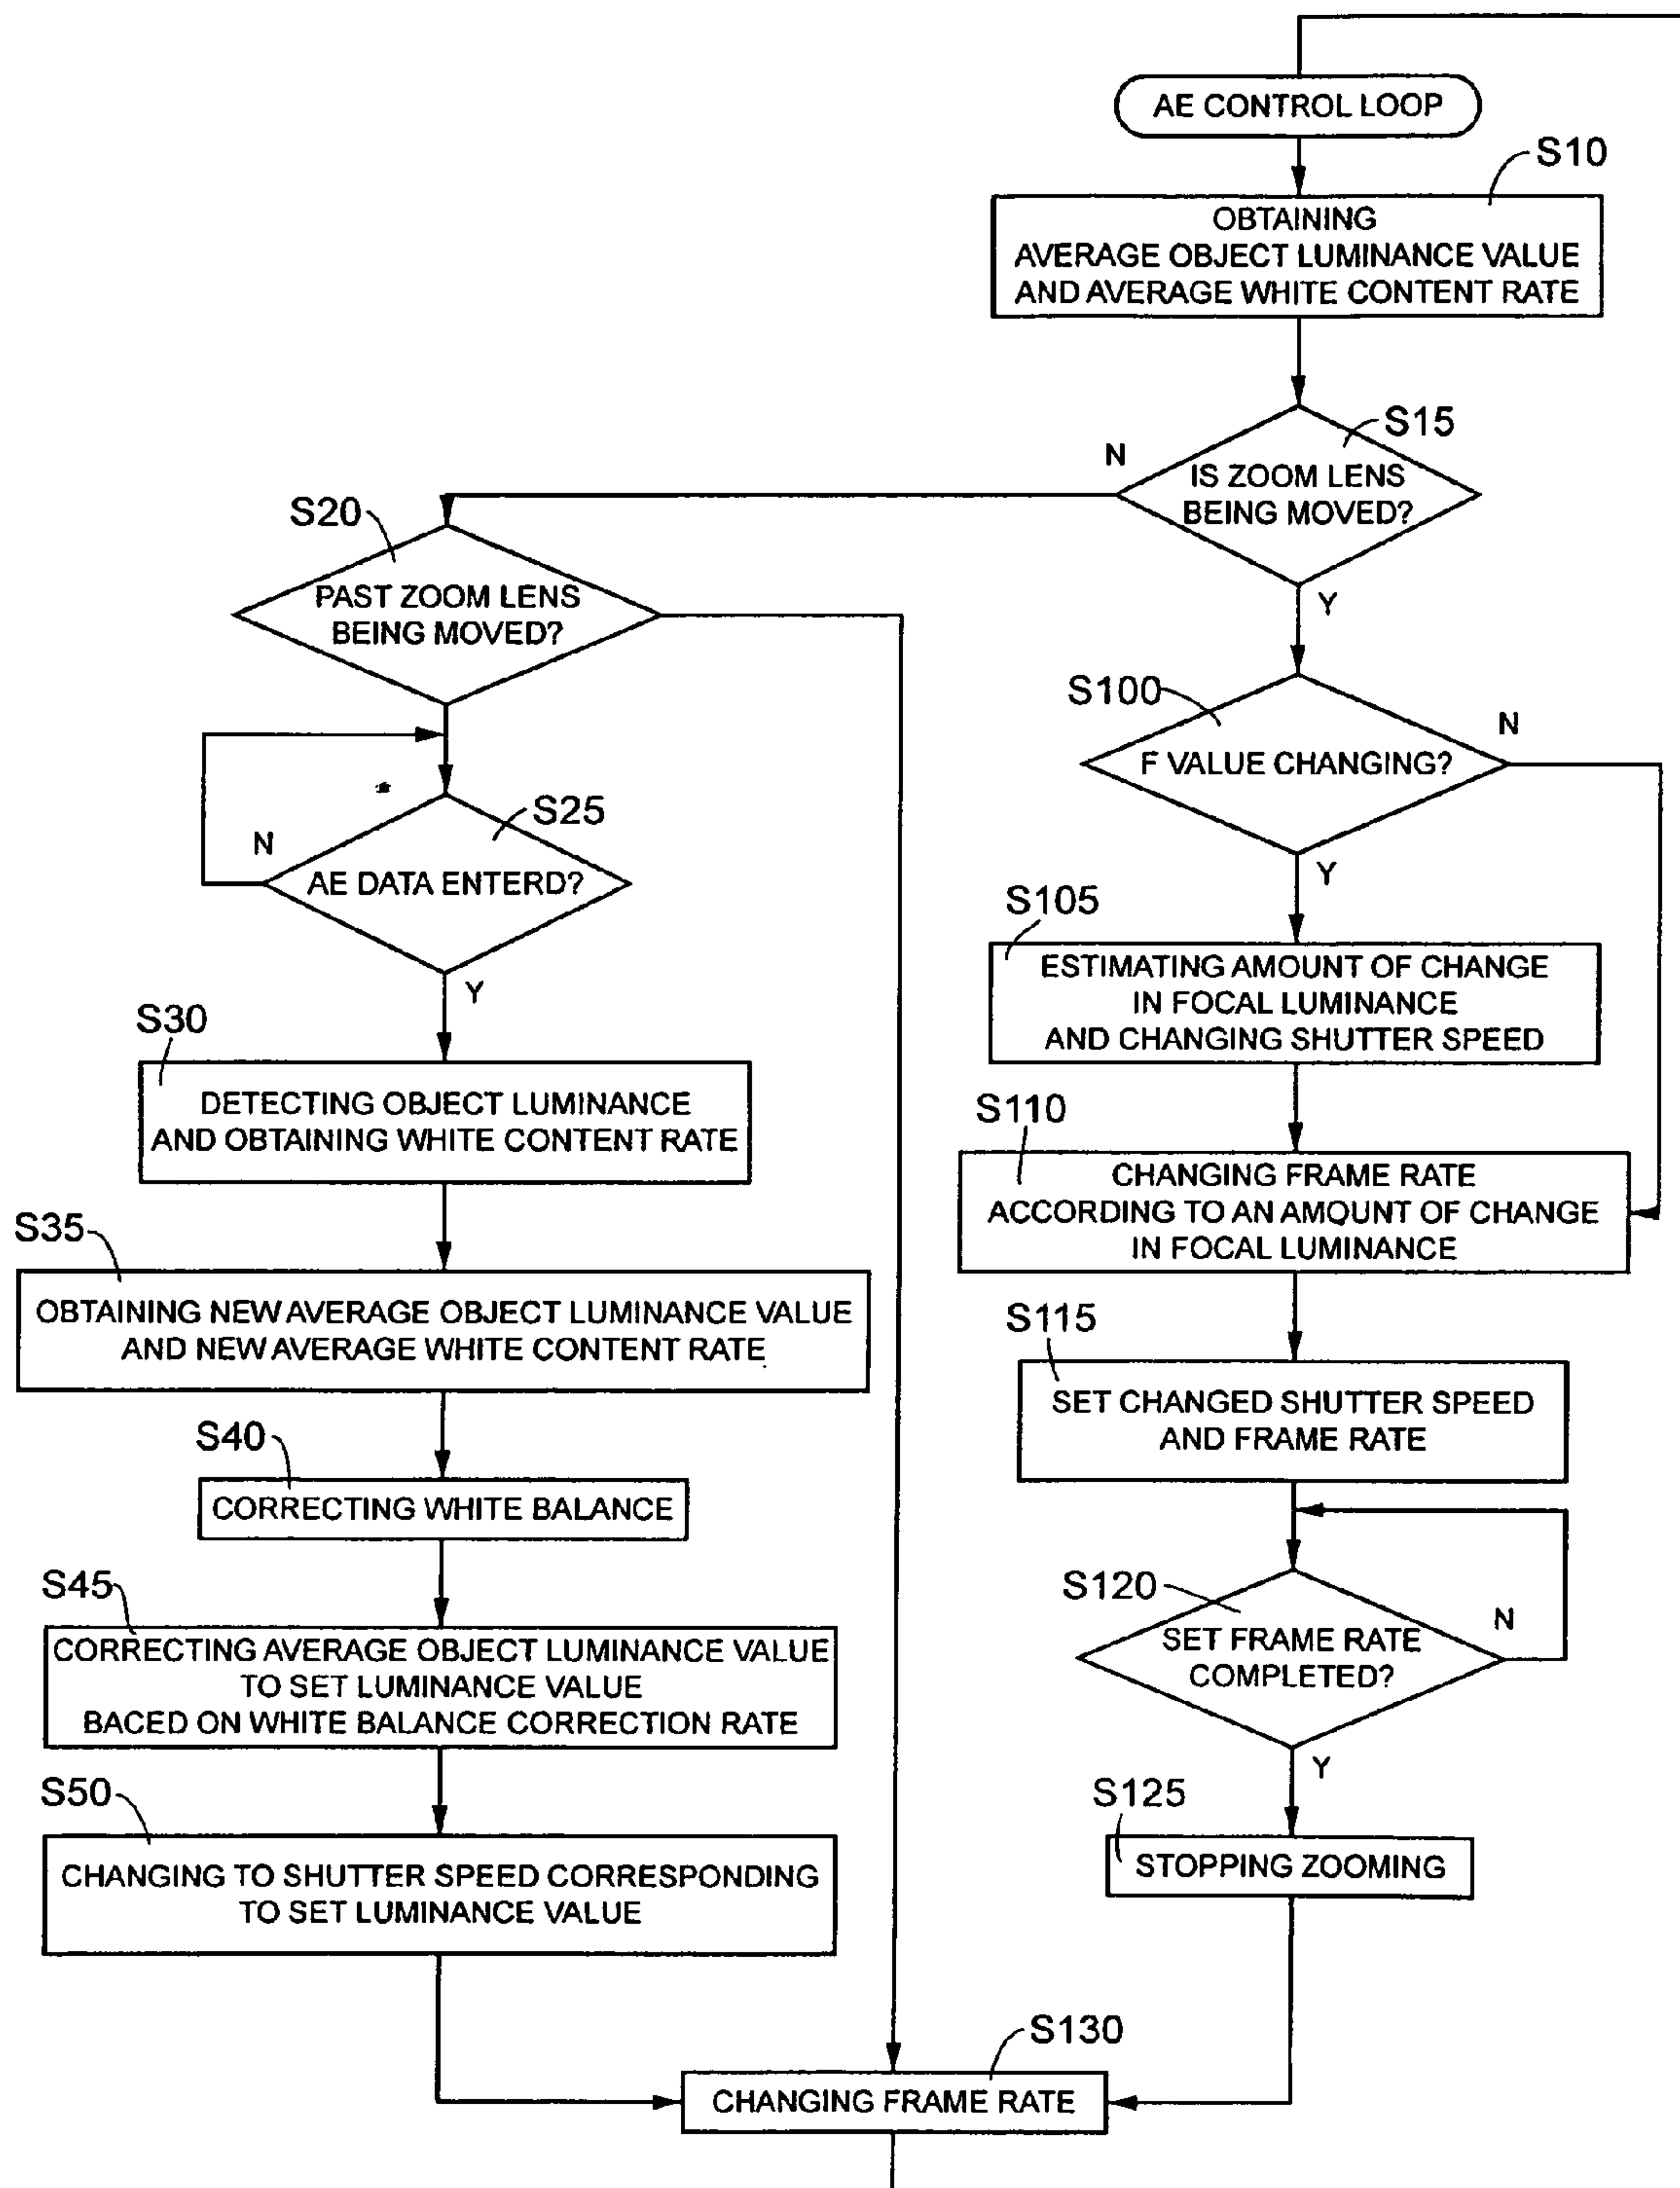 AE CONTROL LOOP
S10
OBTAINING
AVERAGE OBJECT LUMINANCE VALUE
AND AVERAGE WHITE CONTENT RATE
S15
N
IS ZOOM LENS
BEING MOVED?
Y
S20
PAST ZOOM LENS
BEING MOVED?
S25
N
AE DATA ENTERD?
Y
S30
DETECTING OBJECT LUMINANCE
AND OBTAINING WHITE CONTENT RATE
S35
OBTAINING NEW AVERAGE OBJECT LUMINANCE VALUE
AND NEW AVERAGE WHITE CONTENT RATE
S40
CORRECTING WHITE BALANCE
S45
CORRECTING AVERAGE OBJECT LUMINANCE VALUE
TO SET LUMINANCE VALUE
BACED ON WHITE BALANCE CORRECTION RATE
S50
CHANGING TO SHUTTER SPEED CORRESPONDING
TO SET LUMINANCE VALUE
S100
N
F VALUE CHANGING?
Y
S105
ESTIMATING AMOUNT OF CHANGE
IN FOCAL LUMINANCE
AND CHANGING SHUTTER SPEED
S110
CHANGING FRAME RATE
ACCORDING TO AN AMOUNT OF CHANGE
IN FOCAL LUMINANCE
S115
SET CHANGED SHUTTER SPEED
AND FRAME RATE
S120
N
SET FRAME RATE
COMPLETED?
Y
S125
STOPPING ZOOMING
S130
CHANGING FRAME RATE